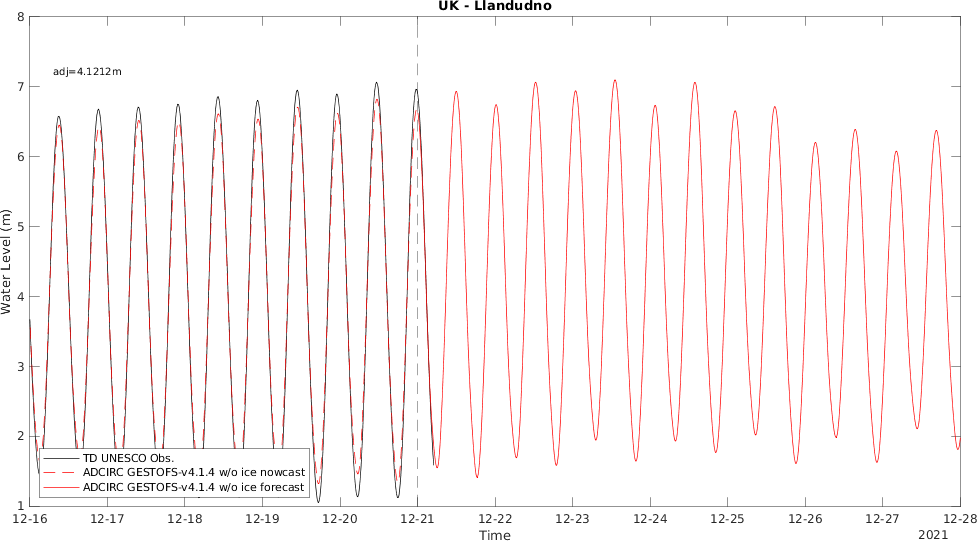 UK - Llandudno
8
7
6
5
4
3
2
1
Water Level (m)
adj=4.1212m
TD UNESCO Obs.
ADCIRC GESTOFS-v4.1.4 w/o ice nowcast
ADCIRC GESTOFS-v4.1.4 w/o ice forecast
12-16 12-17 12-18 12-19 12-20 12-21 12-22 12-23 12-24 12-25 12-26 12-27 12-28
Time
2021